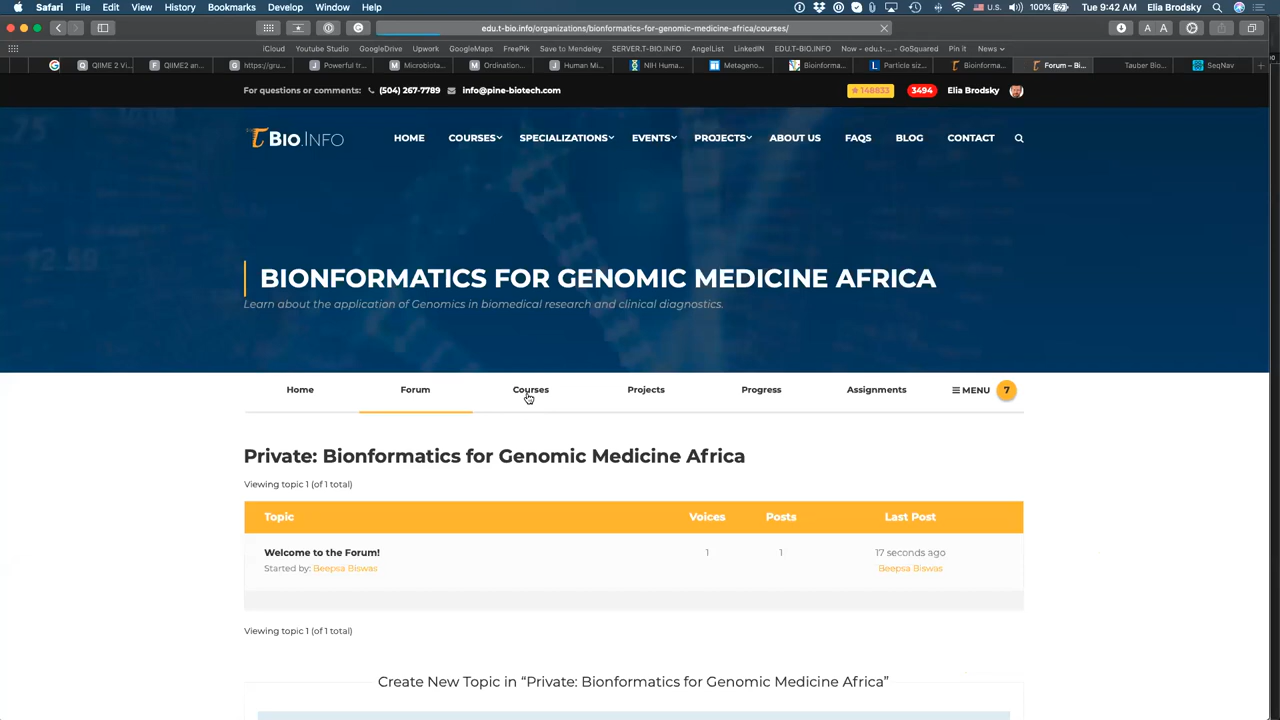 Safari File Edit View History Bookmarks Develop Window Help U.S. 100% Tue 9:42 AM Elia Brodsky
edu.t-bio.info/organizations/bionformatics-for-genomic-medicine-africa/courses/
iCloud Youtube Studio GoogleDrive Upwork GoogleMaps FreePik Save to Mendeley SERVER.T-BIO.INFO AngelList LinkedIN EDU.T-BIO.INFO Now - edu.t-... - GoSquared Pin it News
QIIME 2 Vi... QIIME2 an... https://gru... Powerful tr... Microbiota... Ordination... Human Mi... NIH Huma... Metageno... Bioinforma... Particle siz... Bioinforma... Forum – Bi... Tauber Bio... SeqNav
For questions or comments: (504) 267-7789 info@pine-biotech.com 148833 3494 Elia Brodsky
Bio.INFO HOME COURSES SPECIALIZATIONS EVENTS PROJECTS ABOUT US FAQS BLOG CONTACT
BIONFORMATICS FOR GENOMIC MEDICINE AFRICA
Learn about the application of Genomics in biomedical research and clinical diagnostics.
Home Forum Courses Projects Progress Assignments MENU 7
Private: Bionformatics for Genomic Medicine Africa
Viewing topic 1 (of 1 total)
Topic Voices Posts Last Post
Welcome to the Forum! 1 1 17 seconds ago
Started by: Beepsa Biswas Beepsa Biswas
Viewing topic 1 (of 1 total)
Create New Topic in “Private: Bionformatics for Genomic Medicine Africa”